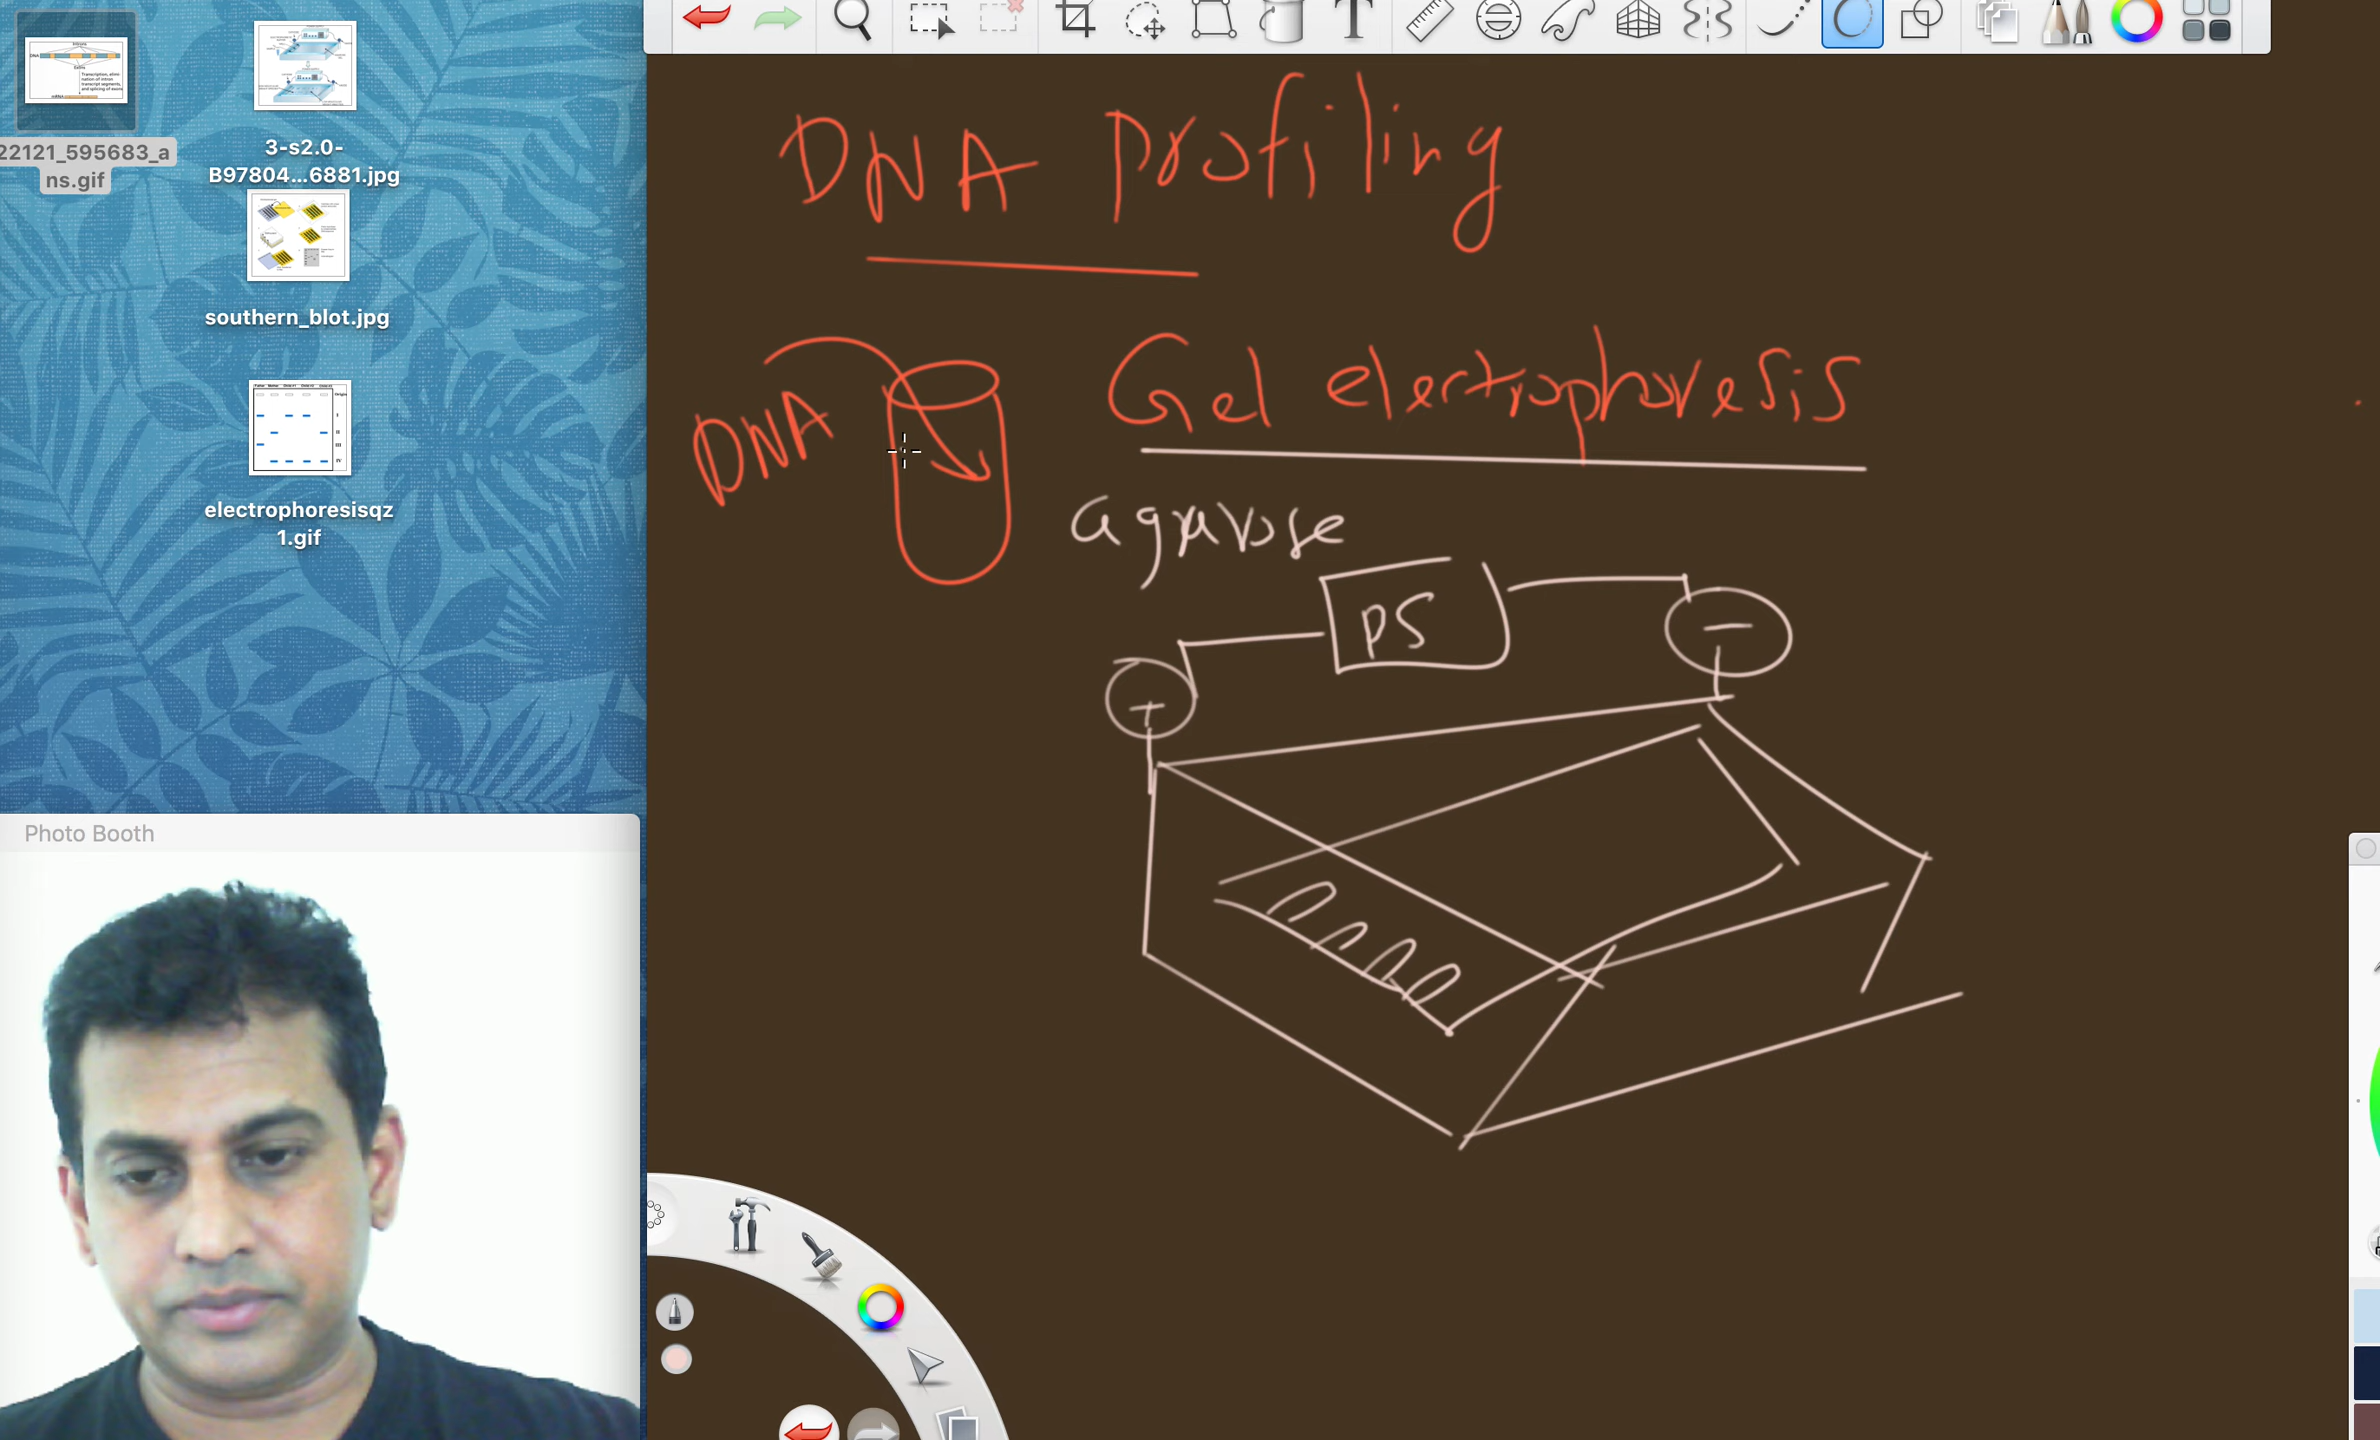 22121_595683_a
ns.gif
3-s2.0-
B97804...6881.jpg
southern_blot.jpg
electrophoresisqz
1.gif
Photo Booth
DNA profiling
DNA
Gel electrophoresis
agarose
PS
+
−